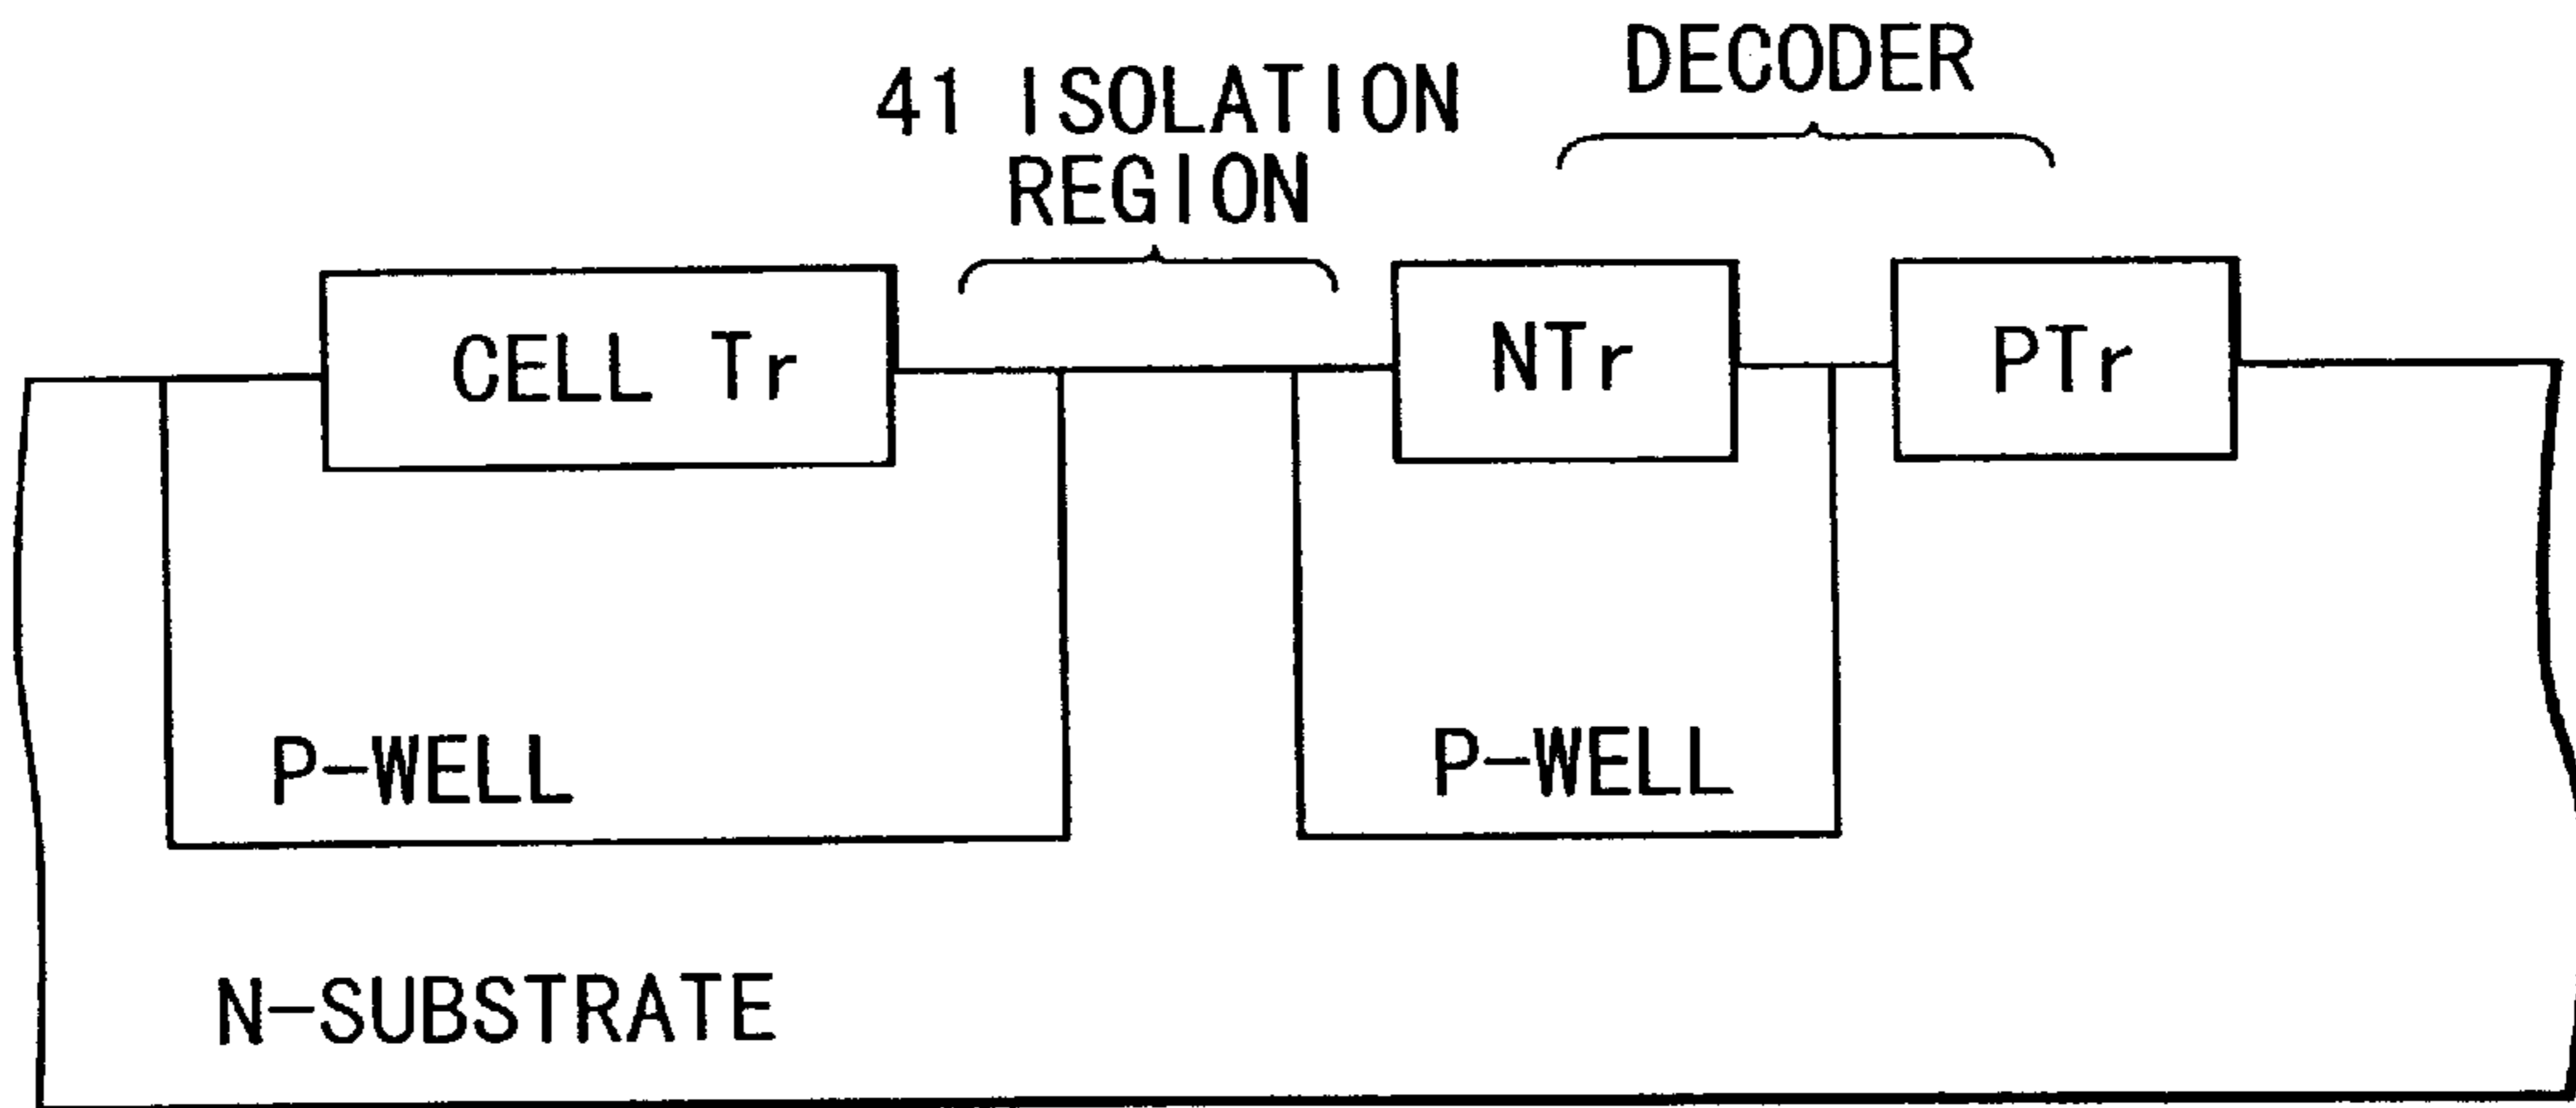 DECODER
41 ISOLATION
REGION
CELL Tr
NTr
PTr
P-WELL
P-WELL
N-SUBSTRATE